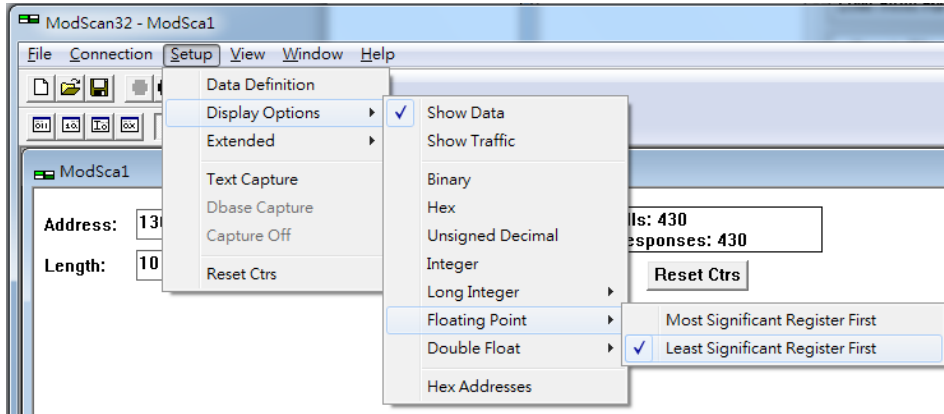 ModScan32 - ModSca1
File Connection Setup View Window Help
Data Definition
Display Options
Extended
Text Capture
Dbase Capture
Capture Off
Reset Ctrs
Show Data
Show Traffic
Binary
Hex
Unsigned Decimal
Integer
Long Integer
Floating Point
Double Float
Hex Addresses
Most Significant Register First
Least Significant Register First
ModSca1
Address:
Length: 10
: 430
: 430
Reset Ctrs